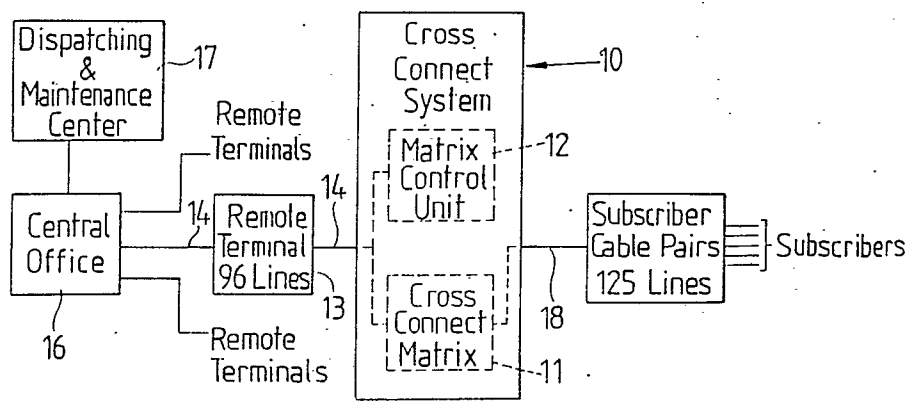 Dispatching
&
Maintenance
Center
17
Remote
Terminals
Central
Office
16
14
Remote
Terminal
96 Lines
13
14
Remote
Terminals
Cross
Connect
System
10
Matrix
Control
Unit
12
Cross
Connect
Matrix
11
18
Subscriber
Cable Pairs
125 Lines
Subscribers